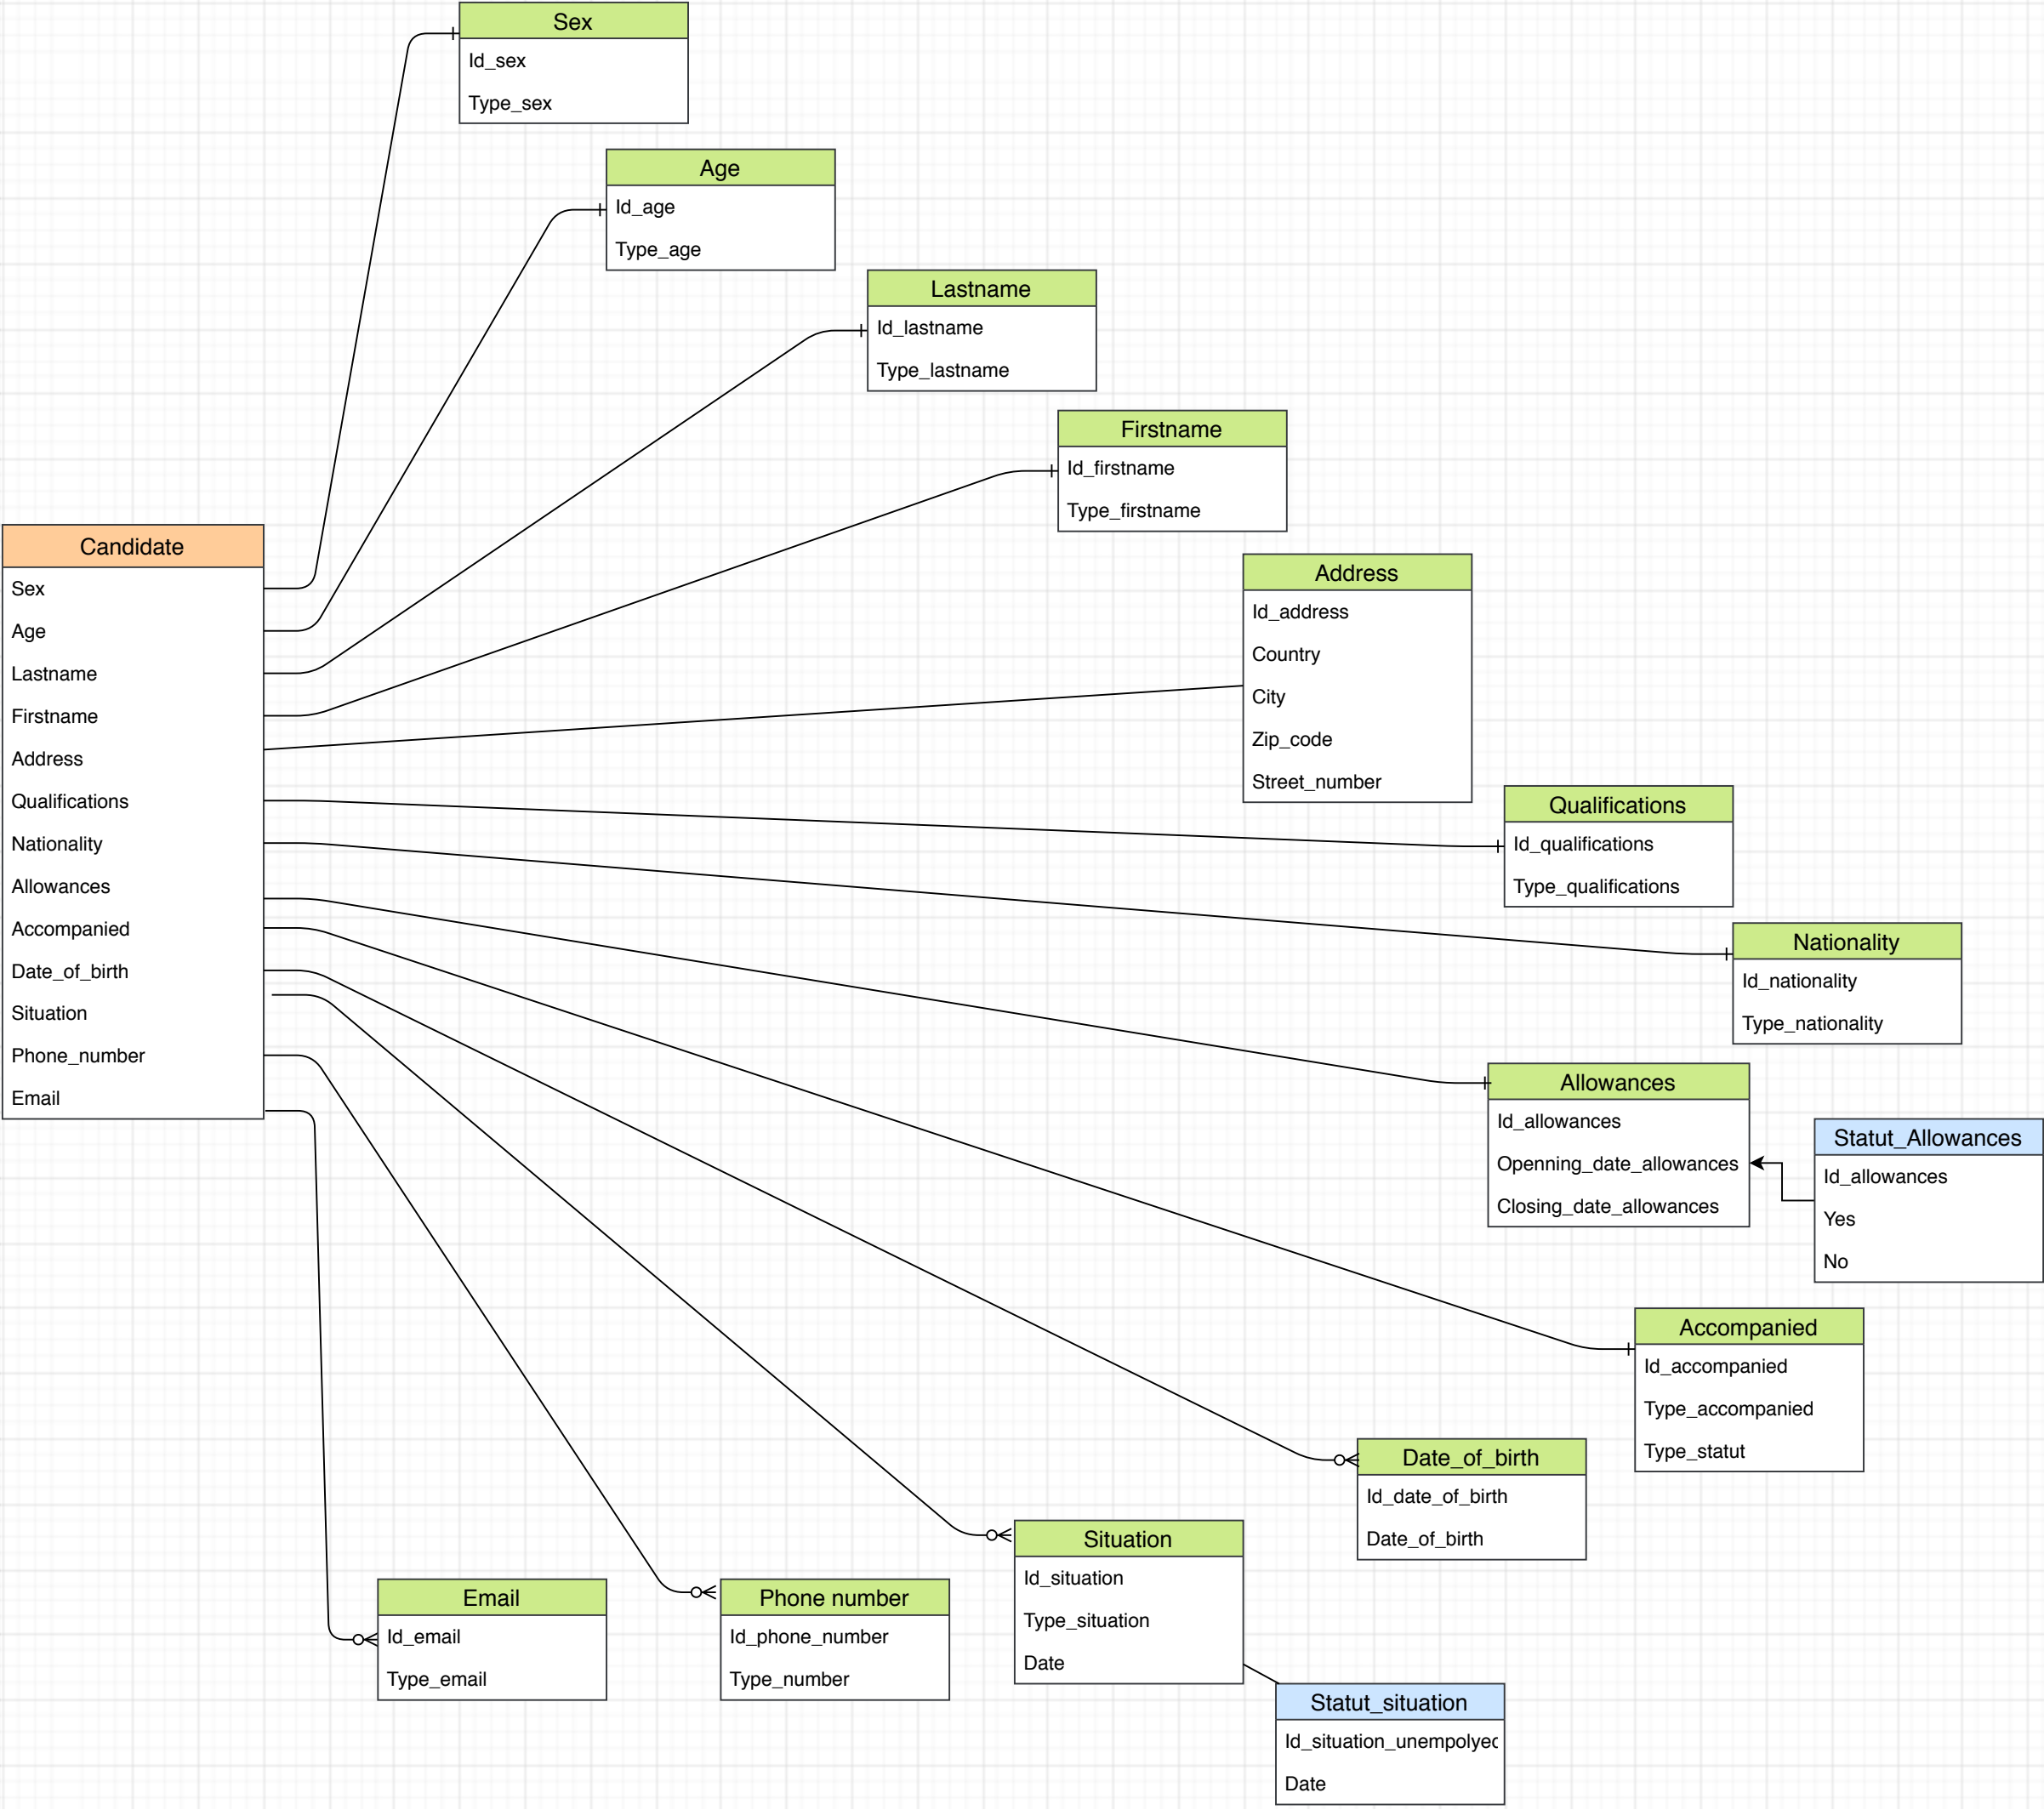 Sex
Id_sex
Type_sex
Age
Id_age
Type_age
Lastname
Id_lastname
Type_lastname
Firstname
Id_firstname
Type_firstname
Candidate
Sex
Age
Lastname
Firstname
Address
Qualifications
Nationality
Allowances
Accompanied
Date_of_birth
Situation
Phone_number
Email
Address
Id_address
Country
City
Zip_code
Street_number
Qualifications
Id_qualifications
Type_qualifications
Nationality
Id_nationality
Type_nationality
Allowances
Id_allowances
Openning_date_allowances
Closing_date_allowances
Statut_Allowances
Id_allowances
Yes
No
Accompanied
Id_accompanied
Type_accompanied
Type_statut
Date_of_birth
Id_date_of_birth
Date_of_birth
Situation
Id_situation
Type_situation
Date
Phone number
Id_phone_number
Type_number
Email
Id_email
Type_email
Statut_situation
Id_situation_unempolyec
Date